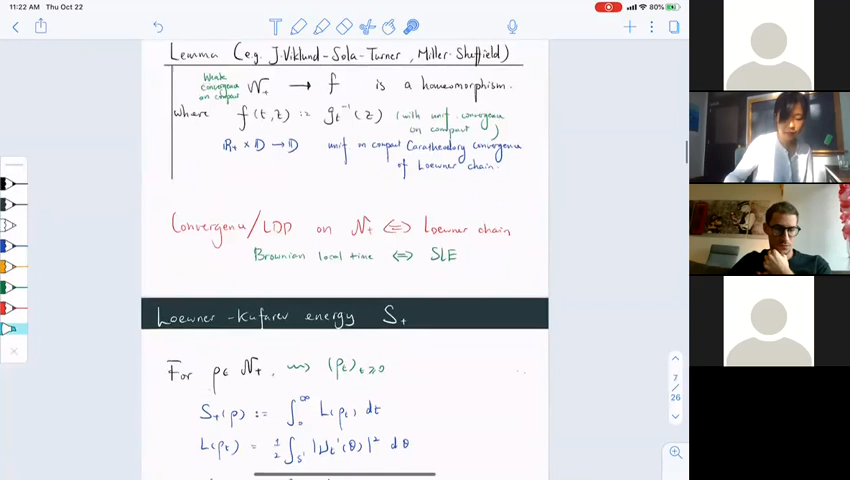 11:22 AM Thu Oct 22
80%
Lemma (e.g. J.Viklund-Sola-Turner, Miller-Sheffield)
Weak convergence on compact
N₊ → f is a homeomorphism.
where f(t,z) := gₜ⁻¹(z) (with unif. convergence on compact)
ℝ₊ × 𝔻 → 𝔻 unif on compact Caratheodory convergence
of Loewner chain.
Convergence/LDP on N₊ ⇔ Loewner chain
Brownian local time ⇔ SLE
Loewner-Kufarev energy S₊
For ρ ∈ N₊, ⇝ (ρₜ)ₜ≥₀
S₊(ρ) := ∫₀^∞ L(ρₜ) dt
L(ρₜ) = ½ ∫_S¹ |νₜ'(θ)|² dθ
7
/
26